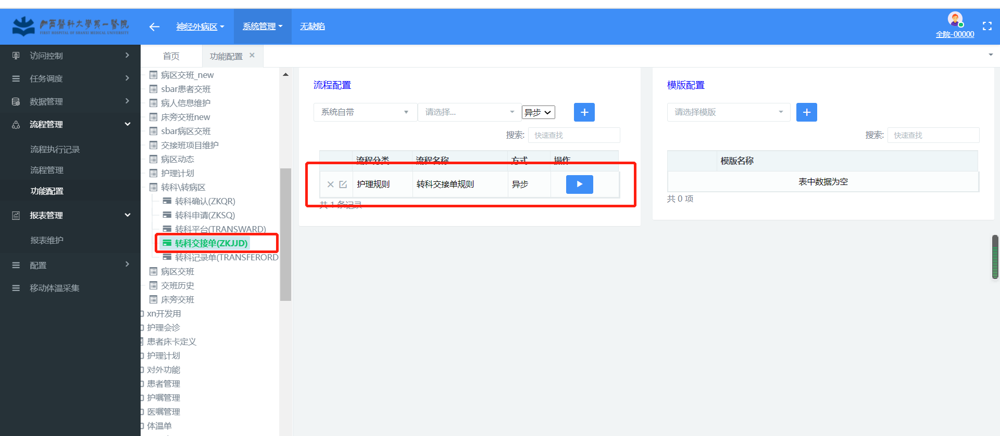 山西醫科大學第一醫院
FIRST HOSPITAL OF SHANXI MEDICAL UNIVERSITY
神经外病区
系统管理
无缺陷
全院-00000
访问控制
任务调度
数据管理
流程管理
流程执行记录
流程管理
功能配置
报表管理
报表维护
配置
移动体温采集
首页
功能配置
病区交班_new
sbar患者交班
病人信息维护
床旁交班new
sbar病区交班
交接班项目维护
病区动态
护理计划
转科\转病区
转科确认(ZKQR)
转科申请(ZKSQ)
转科平台(TRANSWARD)
转科交接单(ZKJJD)
转科记录单(TRANSFERORD
病区交班
交班历史
床旁交班
xn开发用
护理会诊
患者床卡定义
护理计划
对外功能
患者管理
护嘱管理
医嘱管理
体温单
流程配置
系统自带
请选择...
异步
搜索:
快速查找
流程分类 流程名称 方式 操作
护理规则 转科交接单规则 异步
共 1 条记录
模版配置
请选择模版
搜索:
快速查找
模版名称
表中数据为空
共 0 项